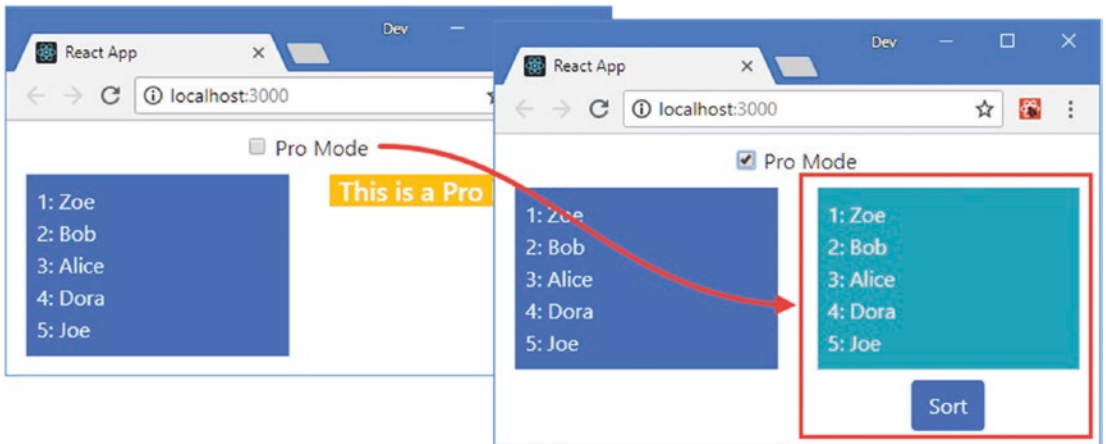 Dev
React App
localhost:3000
Pro Mode
1: Zoe
2: Bob
3: Alice
4: Dora
5: Joe
This is a Pro
Dev
React App
localhost:3000
Pro Mode
1: Zoe
2: Bob
3: Alice
4: Dora
5: Joe
1: Zoe
2: Bob
3: Alice
4: Dora
5: Joe
Sort